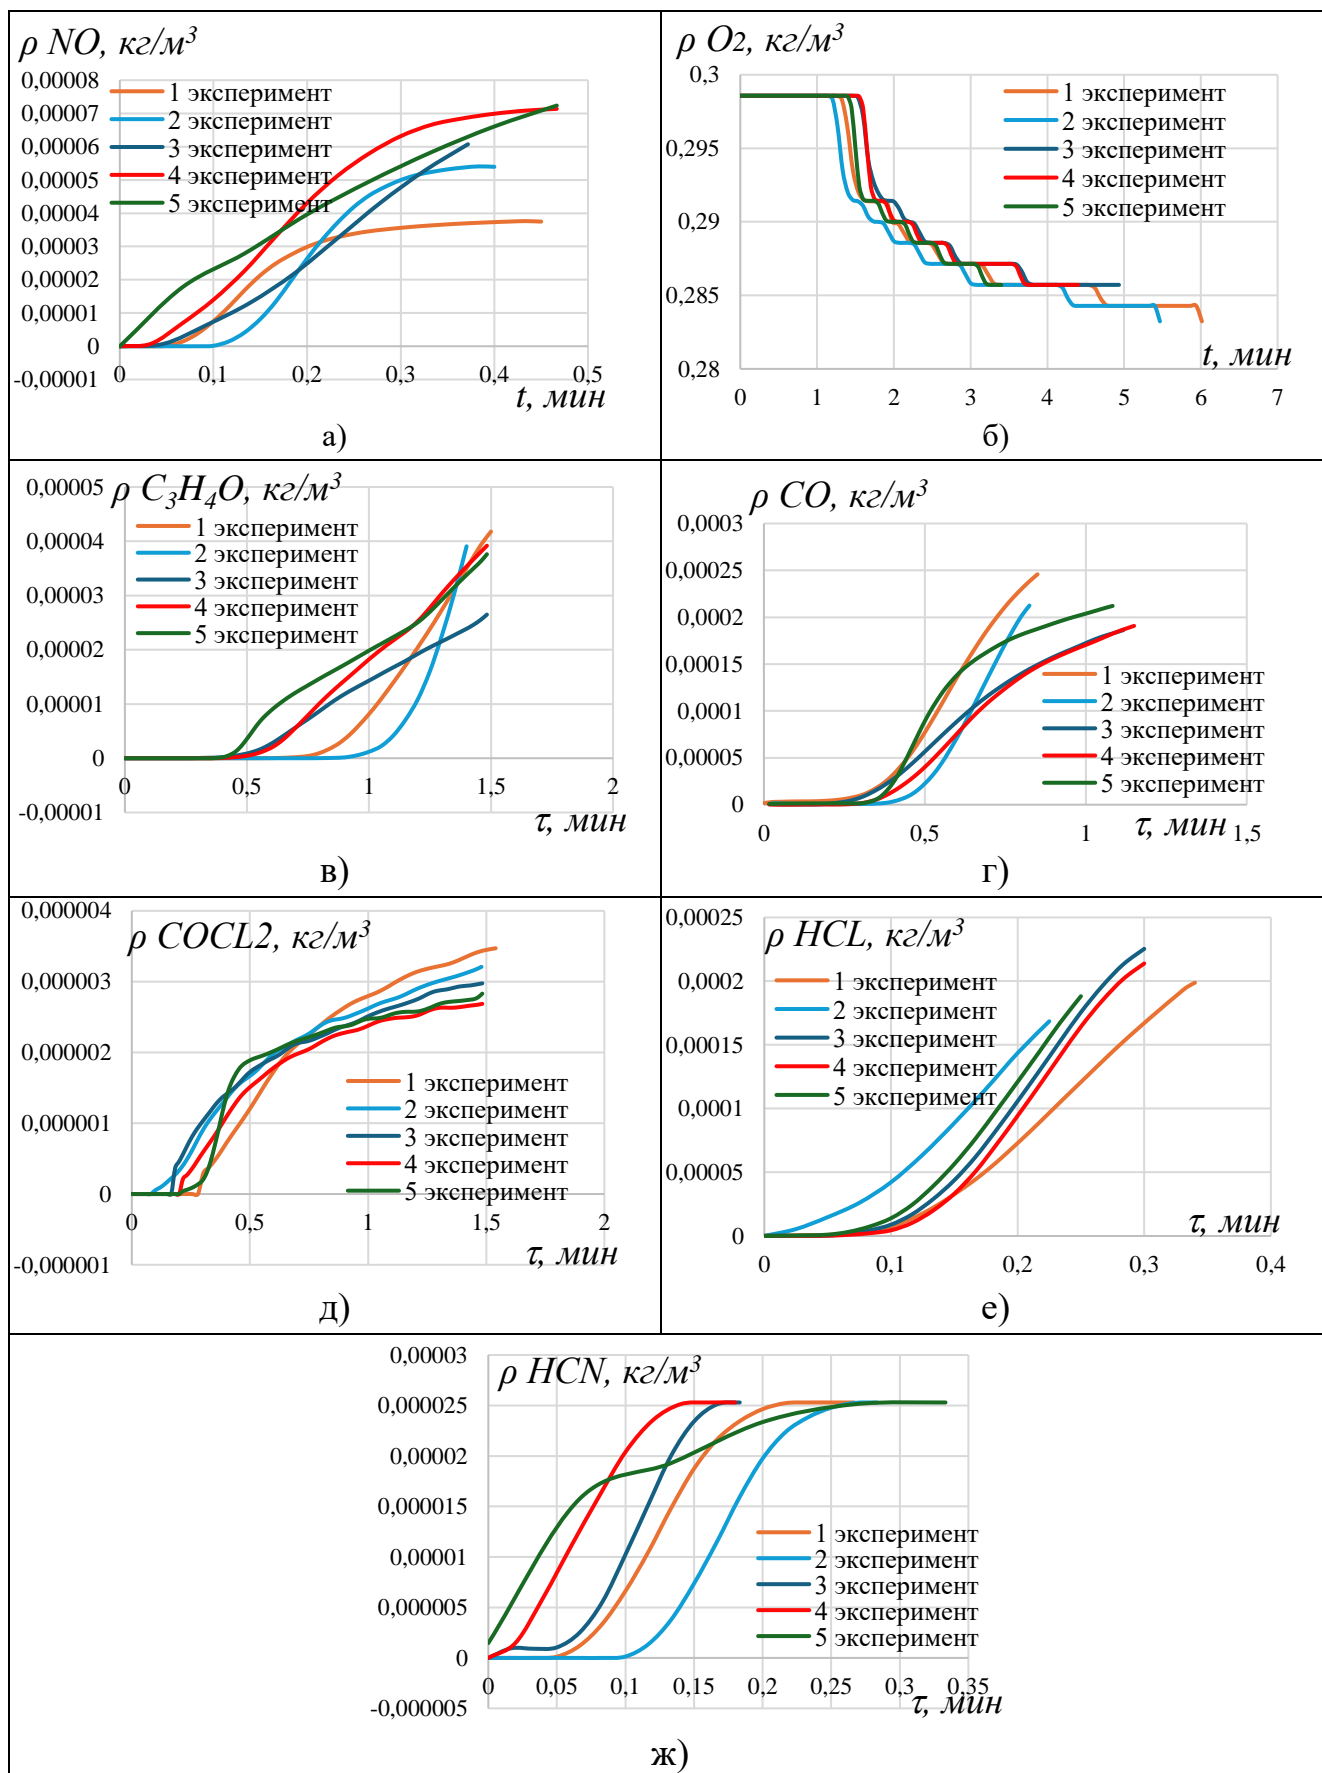 ρ NO, кг/м³
0,00008
0,00007
0,00006
0,00005
0,00004
0,00003
0,00002
0,00001
0
-0,00001
1 эксперимент
2 эксперимент
3 эксперимент
4 эксперимент
5 эксперимент
0 0,1 0,2 0,3 0,4 0,5
t, мин
а)
ρ O2, кг/м³
0,3
0,295
0,29
0,285
0,28
1 эксперимент
2 эксперимент
3 эксперимент
4 эксперимент
5 эксперимент
t, мин
0 1 2 3 4 5 6 7
б)
ρ C₃H₄O, кг/м³
0,00005
0,00004
0,00003
0,00002
0,00001
0
-0,00001
1 эксперимент
2 эксперимент
3 эксперимент
4 эксперимент
5 эксперимент
0 0,5 1 1,5 2
τ, мин
в)
ρ CO, кг/м³
0,0003
0,00025
0,0002
0,00015
0,0001
0,00005
0
1 эксперимент
2 эксперимент
3 эксперимент
4 эксперимент
5 эксперимент
0 0,5 1 1,5
τ, мин
г)
ρ COCL2, кг/м³
0,000004
0,000003
0,000002
0,000001
0
-0,000001
1 эксперимент
2 эксперимент
3 эксперимент
4 эксперимент
5 эксперимент
0 0,5 1 1,5 2
τ, мин
д)
ρ HCL, кг/м³
0,00025
0,0002
0,00015
0,0001
0,00005
0
1 эксперимент
2 эксперимент
3 эксперимент
4 эксперимент
5 эксперимент
τ, мин
0 0,1 0,2 0,3 0,4
е)
ρ HCN, кг/м³
0,00003
0,000025
0,00002
0,000015
0,00001
0,000005
0
-0,000005
1 эксперимент
2 эксперимент
3 эксперимент
4 эксперимент
5 эксперимент
0 0,05 0,1 0,15 0,2 0,25 0,3 0,35
τ, мин
ж)